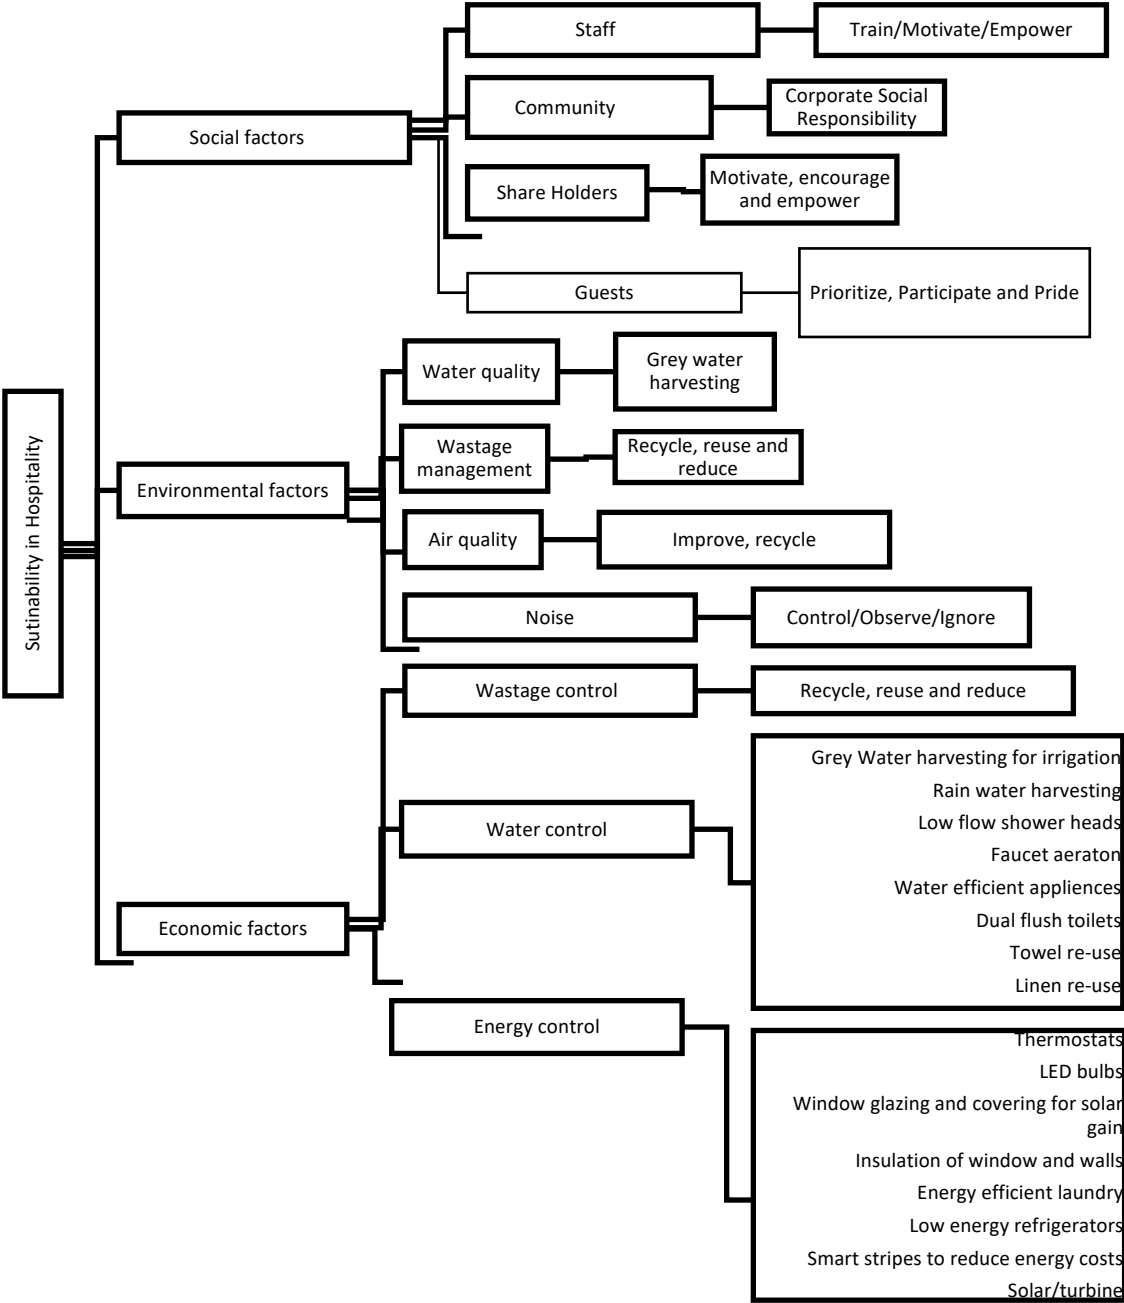 Sutinability in Hospitality
Social factors
Staff
Train/Motivate/Empower
Community
Corporate Social
Responsibility
Share Holders
Motivate, encourage
and empower
Guests
Prioritize, Participate and Pride
Environmental factors
Water quality
Grey water
harvesting
Wastage
management
Recycle, reuse and
reduce
Air quality
Improve, recycle
Noise
Control/Observe/Ignore
Economic factors
Wastage control
Recycle, reuse and reduce
Water control
Grey Water harvesting for irrigation
Rain water harvesting
Low flow shower heads
Faucet aeraton
Water efficient appliences
Dual flush toilets
Towel re-use
Linen re-use
Energy control
Thermostats
LED bulbs
Window glazing and covering for solar
gain
Insulation of window and walls
Energy efficient laundry
Low energy refrigerators
Smart stripes to reduce energy costs
Solar/turbine